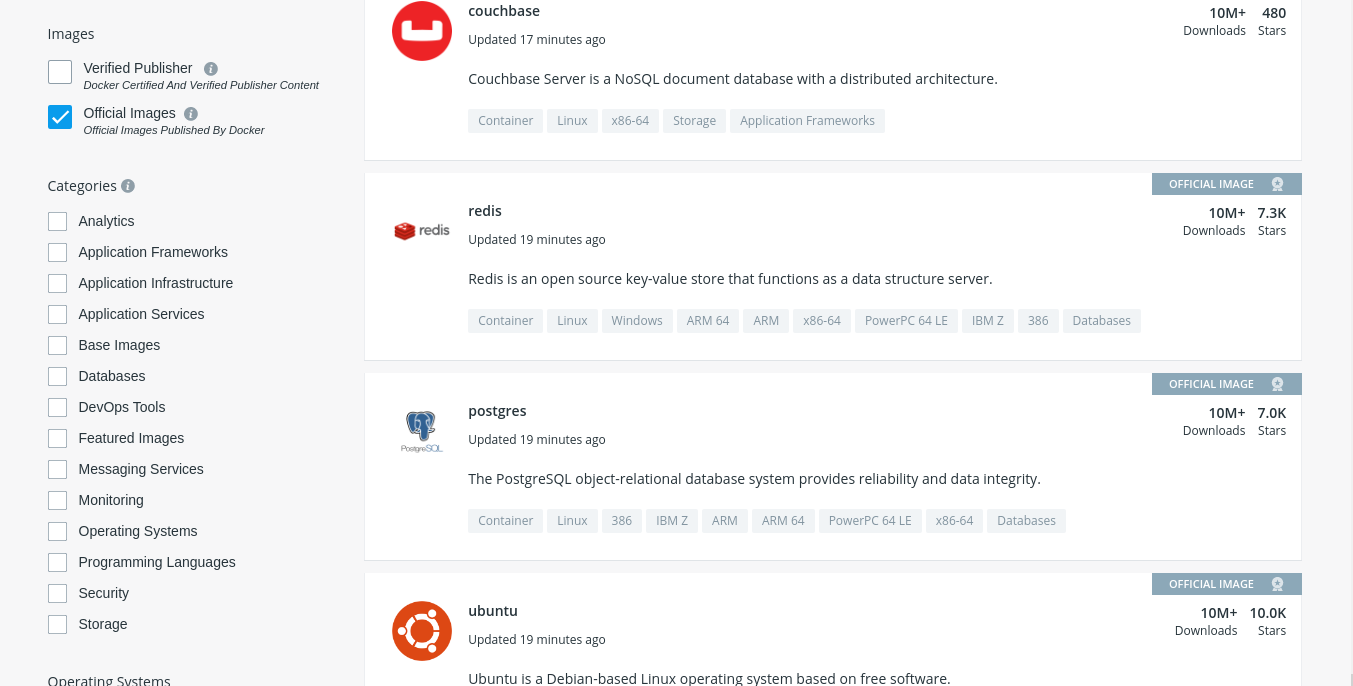 Images
Verified Publisher
Docker Certified And Verified Publisher Content
Official Images
Official Images Published By Docker
Categories
Analytics
Application Frameworks
Application Infrastructure
Application Services
Base Images
Databases
DevOps Tools
Featured Images
Messaging Services
Monitoring
Operating Systems
Programming Languages
Security
Storage
Operating Systems
couchbase
10M+ 480
Updated 17 minutes ago
Downloads Stars
Couchbase Server is a NoSQL document database with a distributed architecture.
Container Linux x86-64 Storage Application Frameworks
OFFICIAL IMAGE
redis
redis
10M+ 7.3K
Updated 19 minutes ago
Downloads Stars
Redis is an open source key-value store that functions as a data structure server.
Container Linux Windows ARM 64 ARM x86-64 PowerPC 64 LE IBM Z 386 Databases
OFFICIAL IMAGE
PostgreSQL
postgres
10M+ 7.0K
Updated 19 minutes ago
Downloads Stars
The PostgreSQL object-relational database system provides reliability and data integrity.
Container Linux 386 IBM Z ARM ARM 64 PowerPC 64 LE x86-64 Databases
OFFICIAL IMAGE
ubuntu
10M+ 10.0K
Updated 19 minutes ago
Downloads Stars
Ubuntu is a Debian-based Linux operating system based on free software.